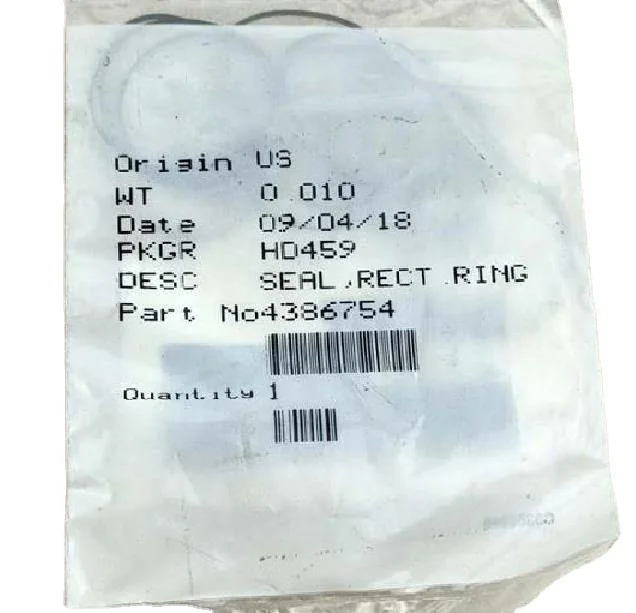 Origin US
WT 0.010
Date 09/04/18
PKGR HD459
DESC SEAL,RECT.RING
Part No4386754
Quantity 1